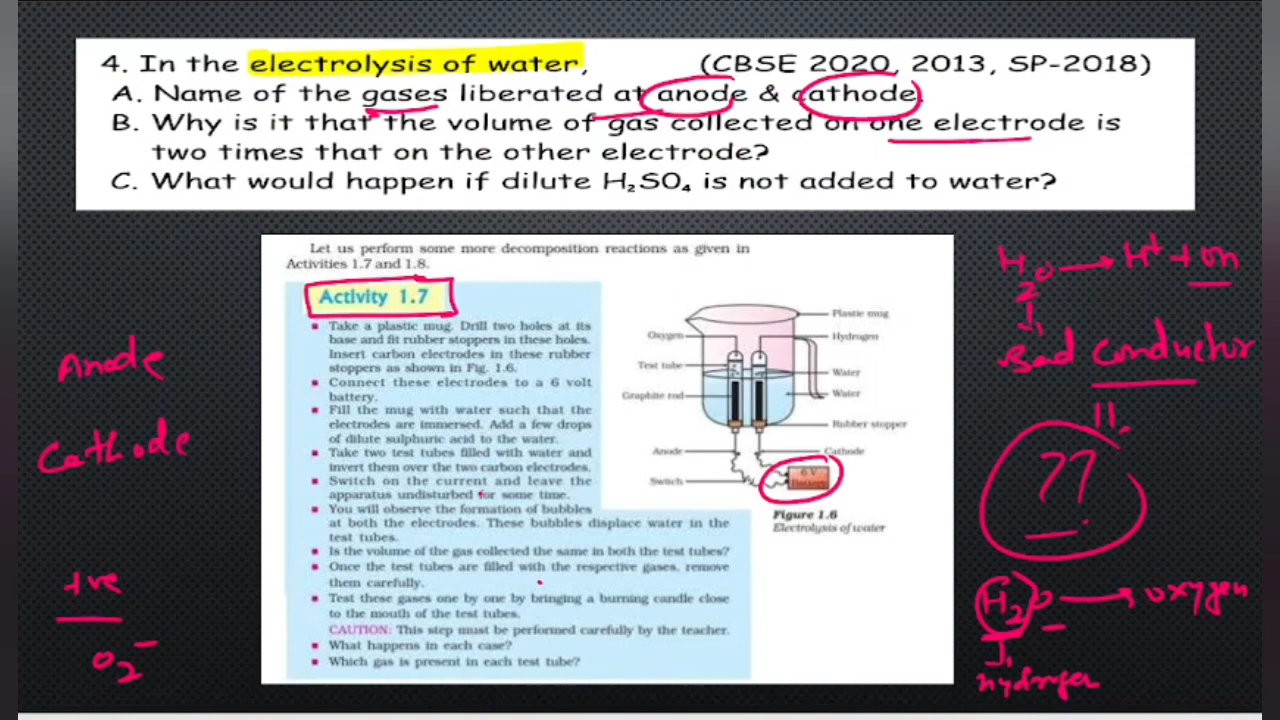 4. In the electrolysis of water, (CBSE 2020, 2013, SP-2018)
A. Name of the gases liberated at anode & cathode.
B. Why is it that the volume of gas collected on one electrode is
two times that on the other electrode?
C. What would happen if dilute H₂SO₄ is not added to water?
Let us perform some more decomposition reactions as given in
Activities 1.7 and 1.8.
Activity 1.7
■ Take a plastic mug. Drill two holes at its
base and fit rubber stoppers in these holes.
Insert carbon electrodes in these rubber
stoppers as shown in Fig. 1.6.
■ Connect these electrodes to a 6 volt
battery.
■ Fill the mug with water such that the
electrodes are immersed. Add a few drops
of dilute sulphuric acid to the water.
■ Take two test tubes filled with water and
invert them over the two carbon electrodes.
■ Switch on the current and leave the
apparatus undisturbed for some time.
■ You will observe the formation of bubbles
at both the electrodes. These bubbles displace water in the
test tubes.
■ Is the volume of the gas collected the same in both the test tubes?
■ Once the test tubes are filled with the respective gases, remove
them carefully.
■ Test these gases one by one by bringing a burning candle close
to the mouth of the test tubes.
CAUTION: This step must be performed carefully by the teacher.
■ What happens in each case?
■ Which gas is present in each test tube?
Plastic mug
Oxygen
Hydrogen
Test tube
Water
Graphite rod
Water
Rubber stopper
Anode
Cathode
Switch
6 V
Battery
Figure 1.6
Electrolysis of water
Anode
Cathode
+ve
O₂⁻
H₂O → H⁺ + OH
Bad conductor
??
H₂O → oxygen
hydrogen